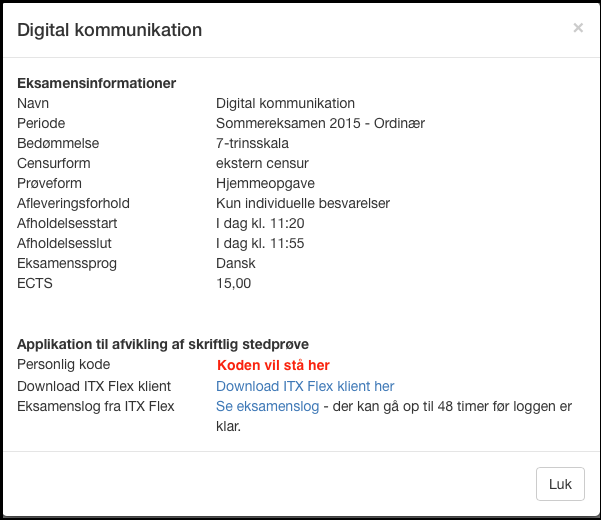 Digital kommunikation ×
Eksamensinformationer
Navn Digital kommunikation
Periode Sommereksamen 2015 - Ordinær
Bedømmelse 7-trinsskala
Censurform ekstern censur
Prøveform Hjemmeopgave
Afleveringsforhold Kun individuelle besvarelser
Afholdelsesstart I dag kl. 11:20
Afholdelsesslut I dag kl. 11:55
Eksamenssprog Dansk
ECTS 15,00
Applikation til afvikling af skriftlig stedprøve
Personlig kode Koden vil stå her
Download ITX Flex klient Download ITX Flex klient her
Eksamenslog fra ITX Flex Se eksamenslog - der kan gå op til 48 timer før loggen er
klar.
Luk